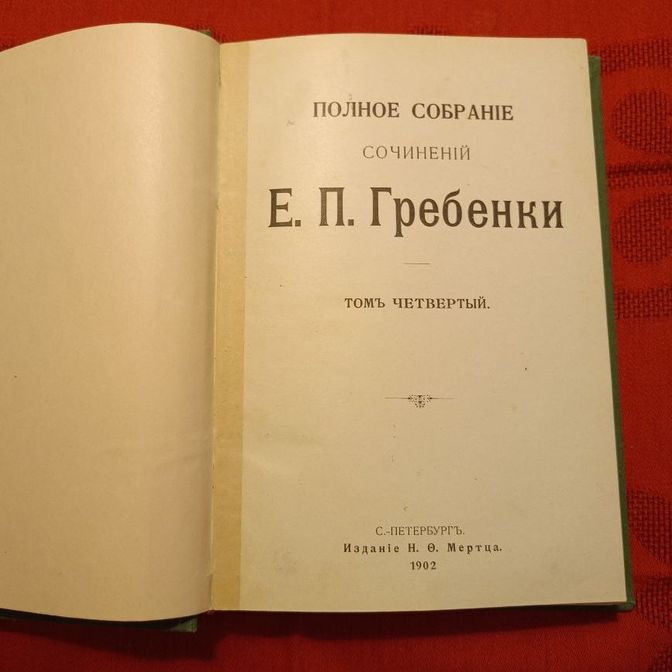 ПОЛНОЕ СОБРАНІЕ
СОЧИНЕНІЙ
Е. П. Гребенки
ТОМЪ ЧЕТВЕРТЫЙ.
С.-ПЕТЕРБУРГЪ.
Изданіе Н. Ѳ. Мертца.
1902